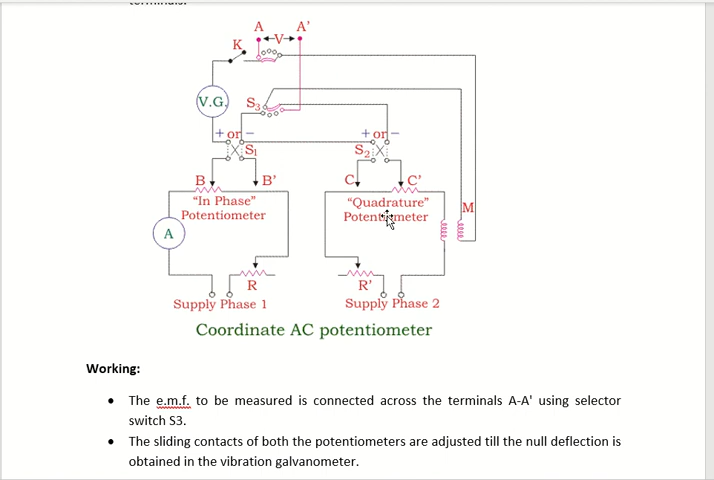 A A'
V
K
V.G.
S3
+ or − + or −
S1 S2
B B' C C'
"In Phase" "Quadrature" M
Potentiometer Potentiometer
A
R R'
Supply Phase 1 Supply Phase 2
Coordinate AC potentiometer
Working:
• The e.m.f. to be measured is connected across the terminals A-A' using selector
switch S3.
• The sliding contacts of both the potentiometers are adjusted till the null deflection is
obtained in the vibration galvanometer.